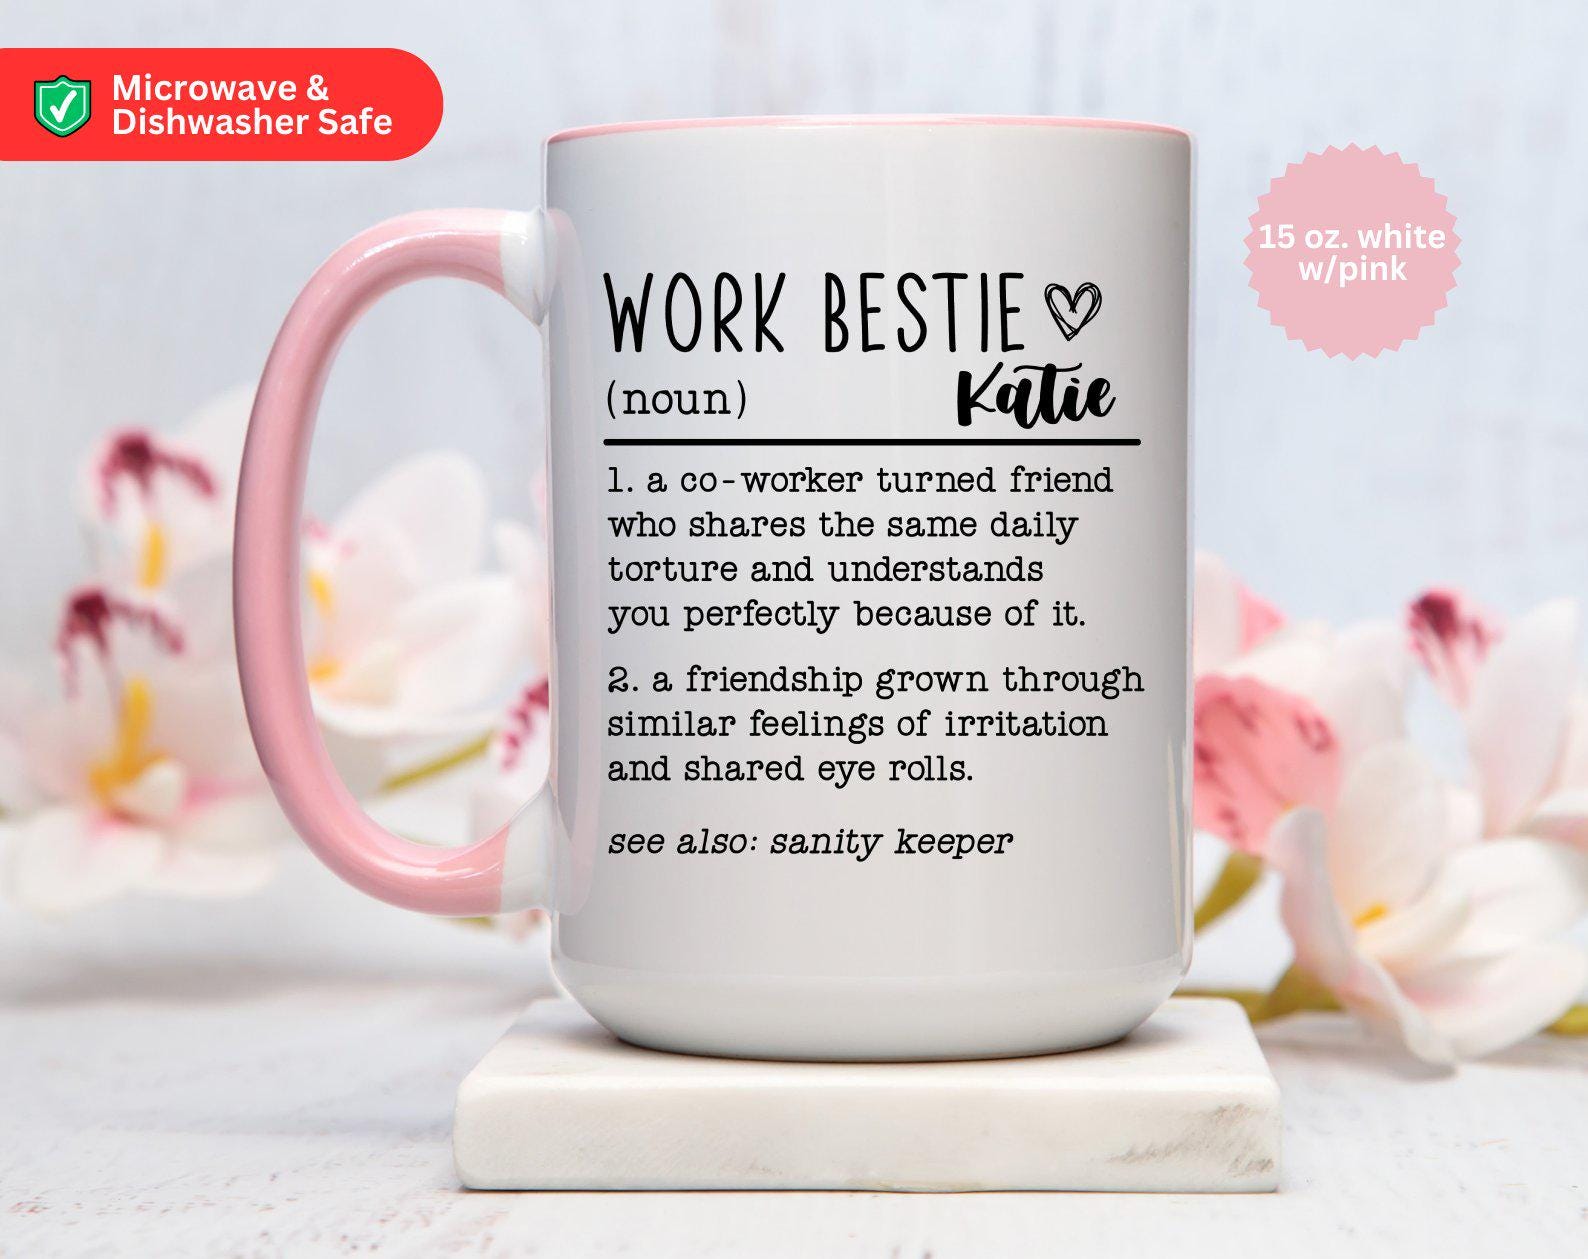 Microwave &
Dishwasher Safe
15 oz. white
w/pink
WORK BESTIE
(noun) Katie
1. a co-worker turned friend
who shares the same daily
torture and understands
you perfectly because of it.
2. a friendship grown through
similar feelings of irritation
and shared eye rolls.
see also: sanity keeper